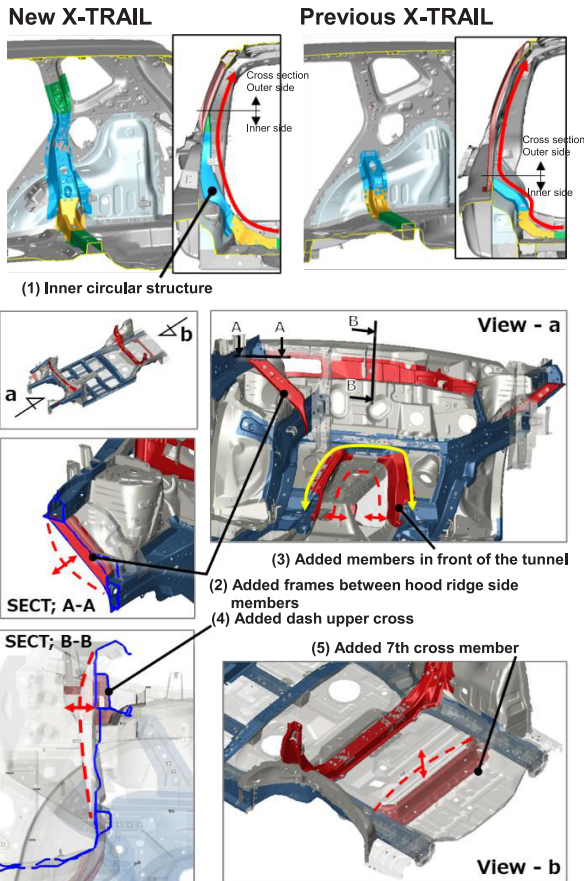 New X-TRAIL
Previous X-TRAIL
Cross section
Outer side
Inner side
Cross section
Outer side
Inner side
(1) Inner circular structure
b
a
View - a
A
A
B
B
(3) Added members in front of the tunnel
(2) Added frames between hood ridge side
members
SECT; A-A
(4) Added dash upper cross
SECT; B-B
(5) Added 7th cross member
View - b